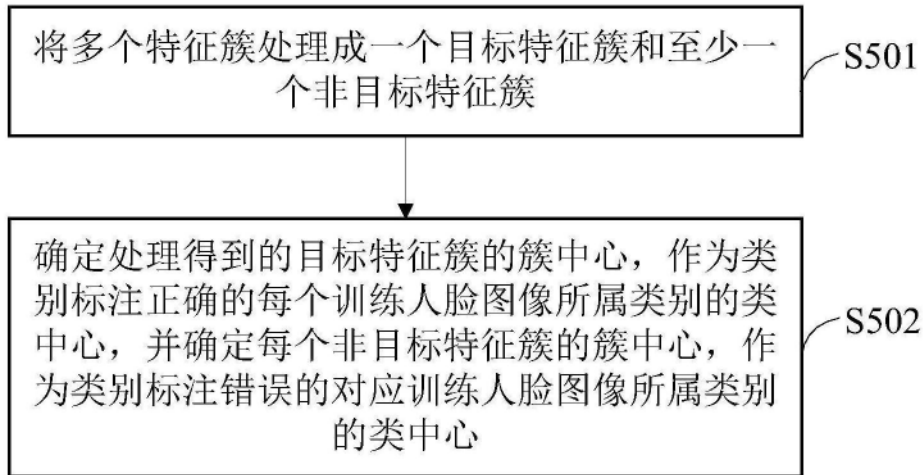 将多个特征簇处理成一个目标特征簇和至少一
个非目标特征簇
S501
确定处理得到的目标特征簇的簇中心，作为类
别标注正确的每个训练人脸图像所属类别的类
中心，并确定每个非目标特征簇的簇中心，作
为类别标注错误的对应训练人脸图像所属类别
的类中心
S502